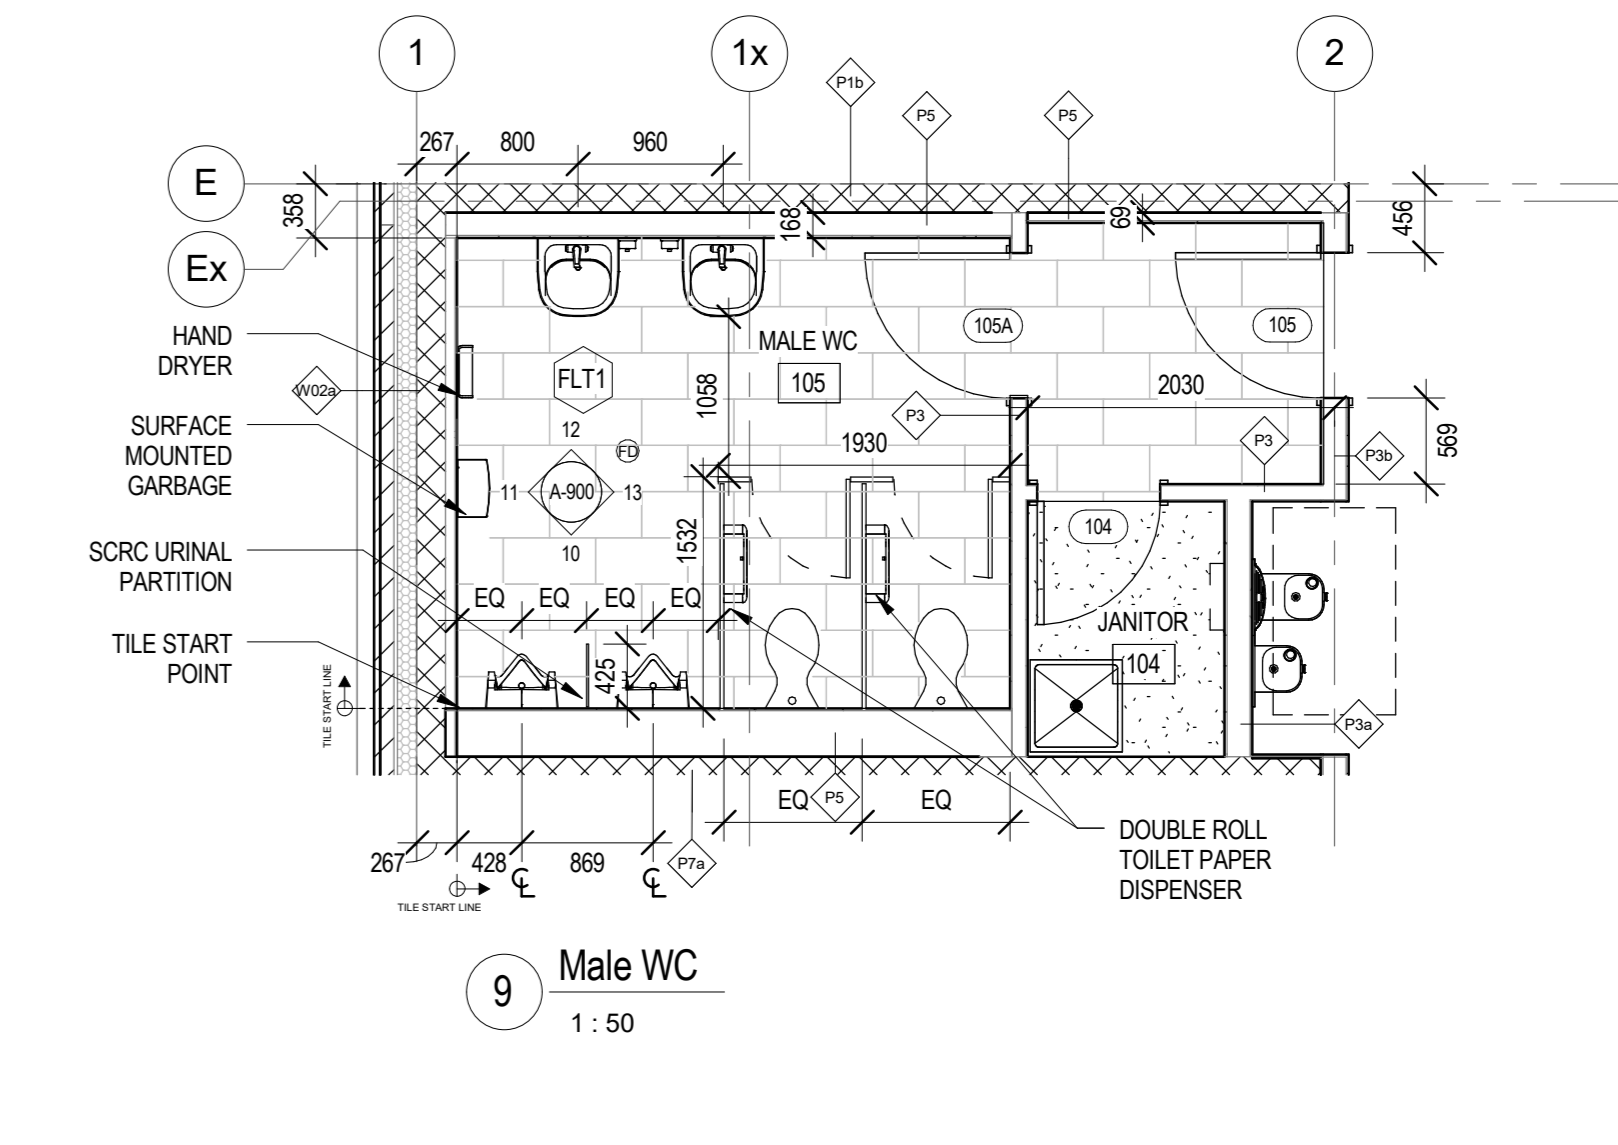 1
1x
2
P1b
P5
P5
267
800
960
E
358
168
69
456
Ex
HAND
DRYER
105A
105
MALE WC
W02a
FLT1
105
1058
2030
SURFACE
MOUNTED
GARBAGE
12
P3
FD
1930
P3
P3b
569
11
A-900
13
104
SCRC URINAL
PARTITION
10
1532
EQ
EQ
EQ
EQ
JANITOR
TILE START
POINT
425
104
TILE START LINE
P3a
EQ
P5
EQ
DOUBLE ROLL
TOILET PAPER
DISPENSER
267
428
869
P7a
CL
CL
TILE START LINE
9
Male WC
1 : 50